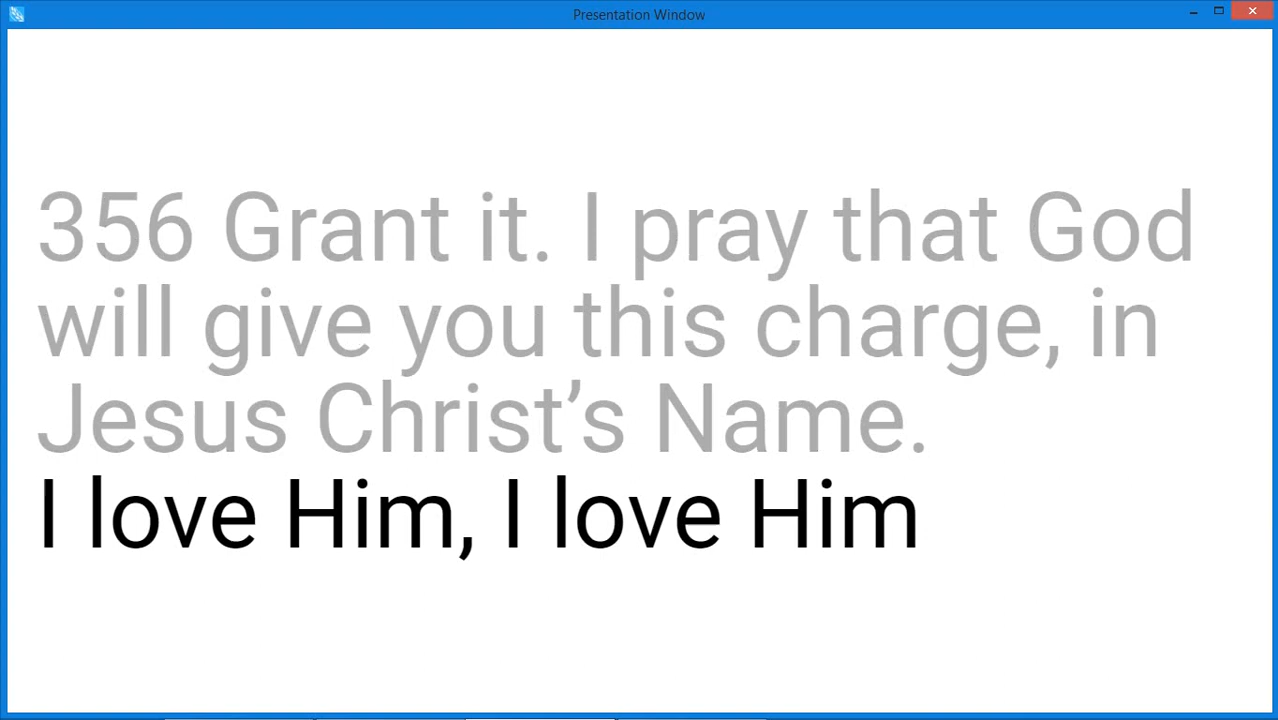 Presentation Window
356 Grant it. I pray that God
will give you this charge, in
Jesus Christ’s Name.
I love Him, I love Him